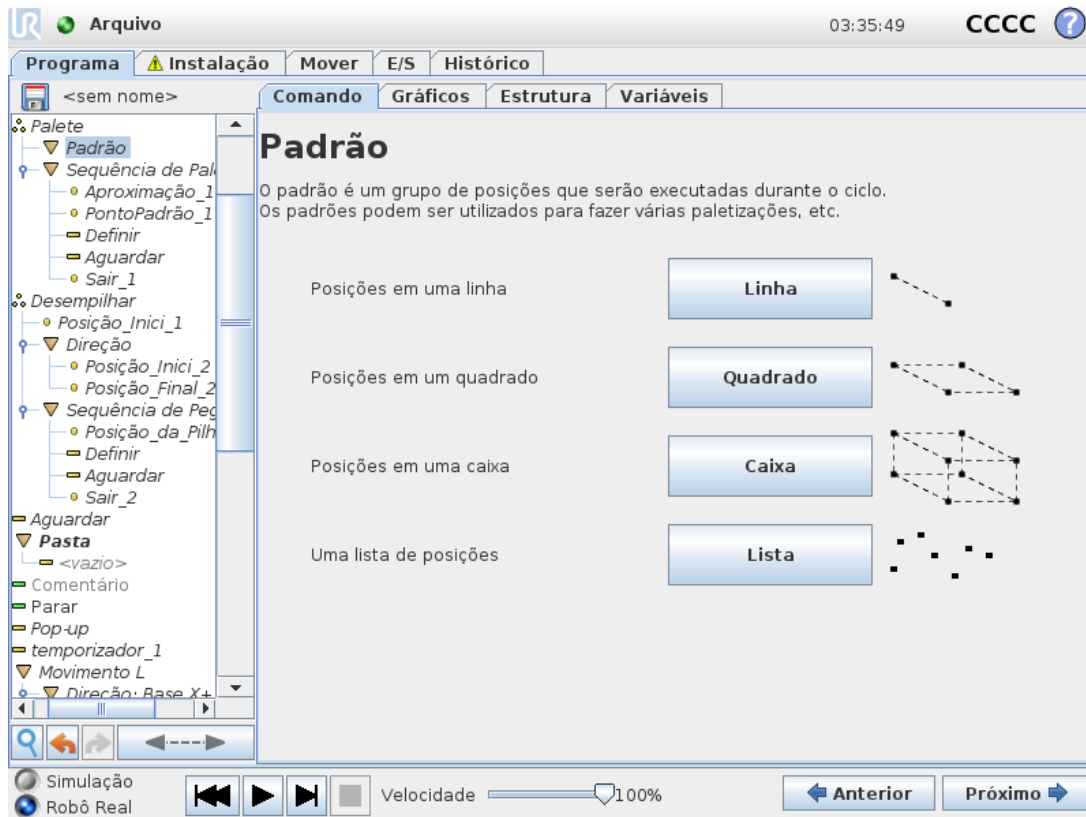 Arquivo
03:35:49
CCCC
?
Programa
Instalação
Mover
E/S
Histórico
<sem nome>
Comando
Gráficos
Estrutura
Variáveis
Palete
Padrão
Sequência de Pal
Aproximação_1
PontoPadrão_1
Definir
Aguardar
Sair_1
Desempilhar
Posição_Inici_1
Direção
Posição_Inici_2
Posição_Final_2
Sequência de Peg
Posição_da_Pilh
Definir
Aguardar
Sair_2
Aguardar
Pasta
<vazio>
Comentário
Parar
Pop-up
temporizador_1
Movimento L
Direção: Base X+
Padrão
O padrão é um grupo de posições que serão executadas durante o ciclo.
Os padrões podem ser utilizados para fazer várias paletizações, etc.
Posições em uma linha
Linha
Posições em um quadrado
Quadrado
Posições em uma caixa
Caixa
Uma lista de posições
Lista
Simulação
Robô Real
Velocidade
100%
Anterior
Próximo